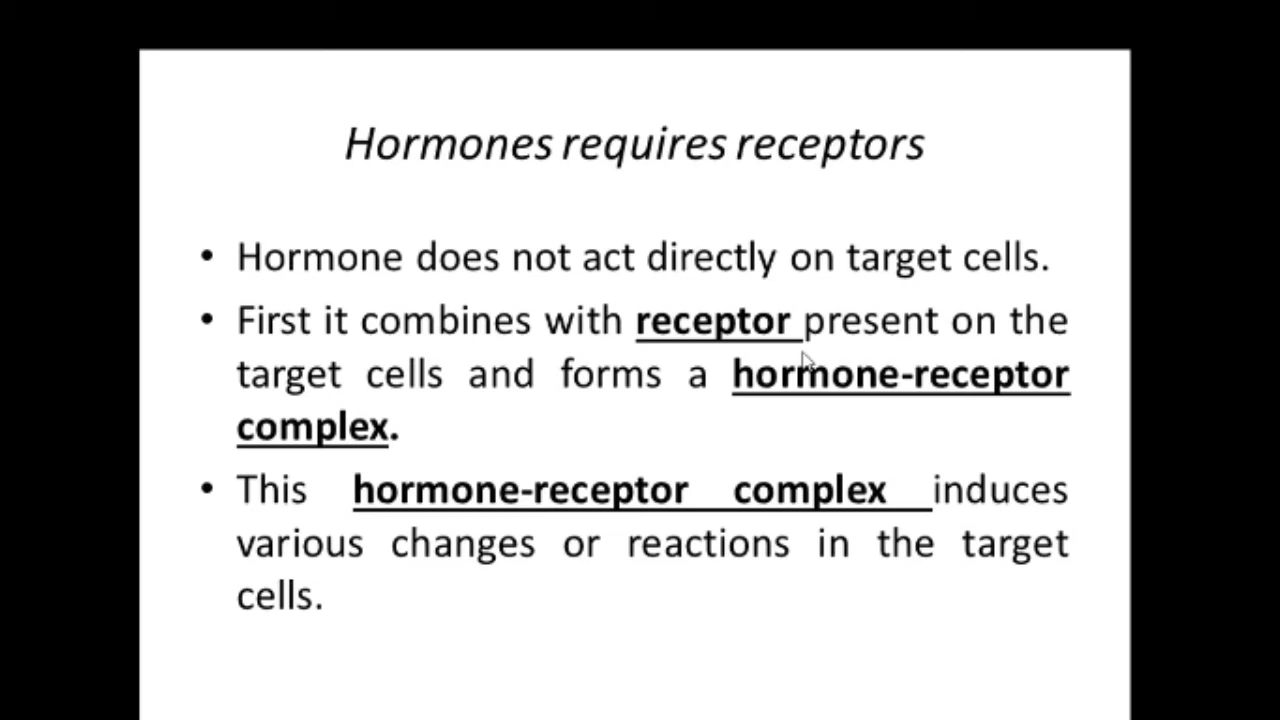 Hormones requires receptors
• Hormone does not act directly on target cells.
• First it combines with receptor present on the
target cells and forms a hormone-receptor
complex.
• This hormone-receptor complex induces
various changes or reactions in the target
cells.